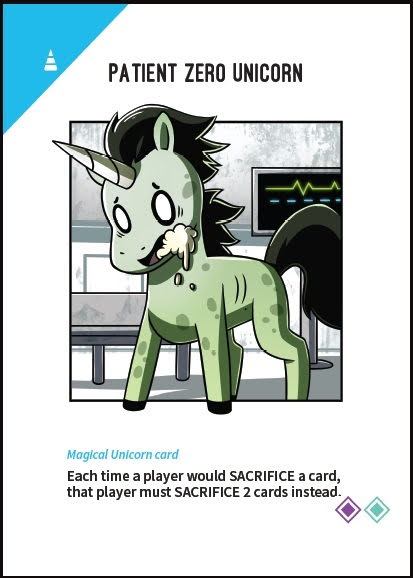 PATIENT ZERO UNICORN
Magical Unicorn card
Each time a player would SACRIFICE a card,
that player must SACRIFICE 2 cards instead.